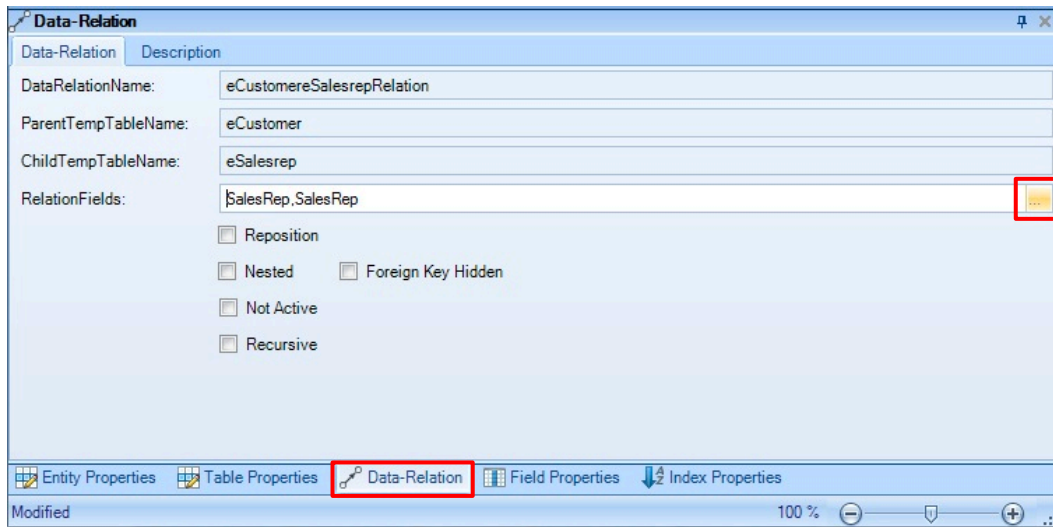 Data-Relation
Data-Relation Description
DataRelationName: eCustomereSalesrepRelation
ParentTempTableName: eCustomer
ChildTempTableName: eSalesrep
RelationFields: SalesRep,SalesRep ...
Reposition
Nested Foreign Key Hidden
Not Active
Recursive
Entity Properties Table Properties Data-Relation Field Properties Index Properties
Modified 100 %